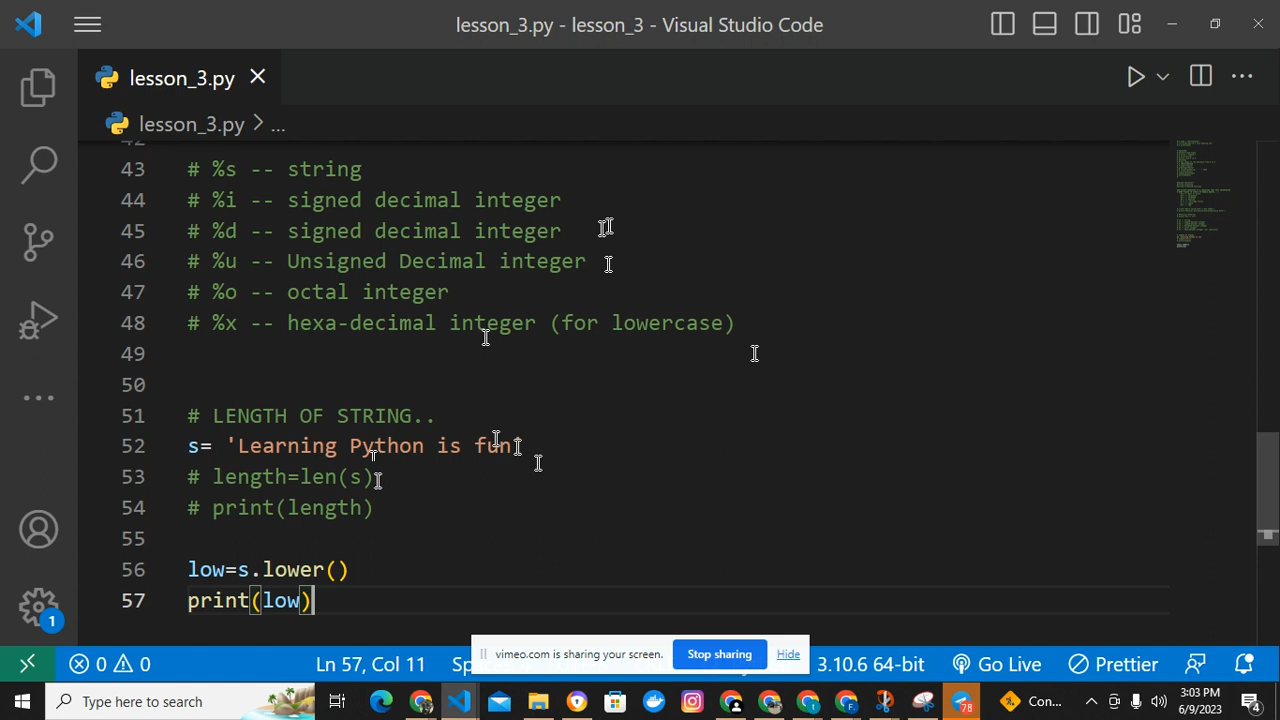 lesson_3.py - lesson_3 - Visual Studio Code
lesson_3.py
lesson_3.py > ...
43 # %s -- string
44 # %i -- signed decimal integer
45 # %d -- signed decimal integer
46 # %u -- Unsigned Decimal integer
47 # %o -- octal integer
48 # %x -- hexa-decimal integer (for lowercase)
49
50
51 # LENGTH OF STRING..
52 s= 'Learning Python is fun'
53 # length=len(s)
54 # print(length)
55
56 low=s.lower()
57 print(low)
1
vimeo.com is sharing your screen. Stop sharing Hide
0 0 Ln 57, Col 11 3.10.6 64-bit Go Live Prettier
Type here to search 78 Con... 3:03 PM
6/9/2023 4